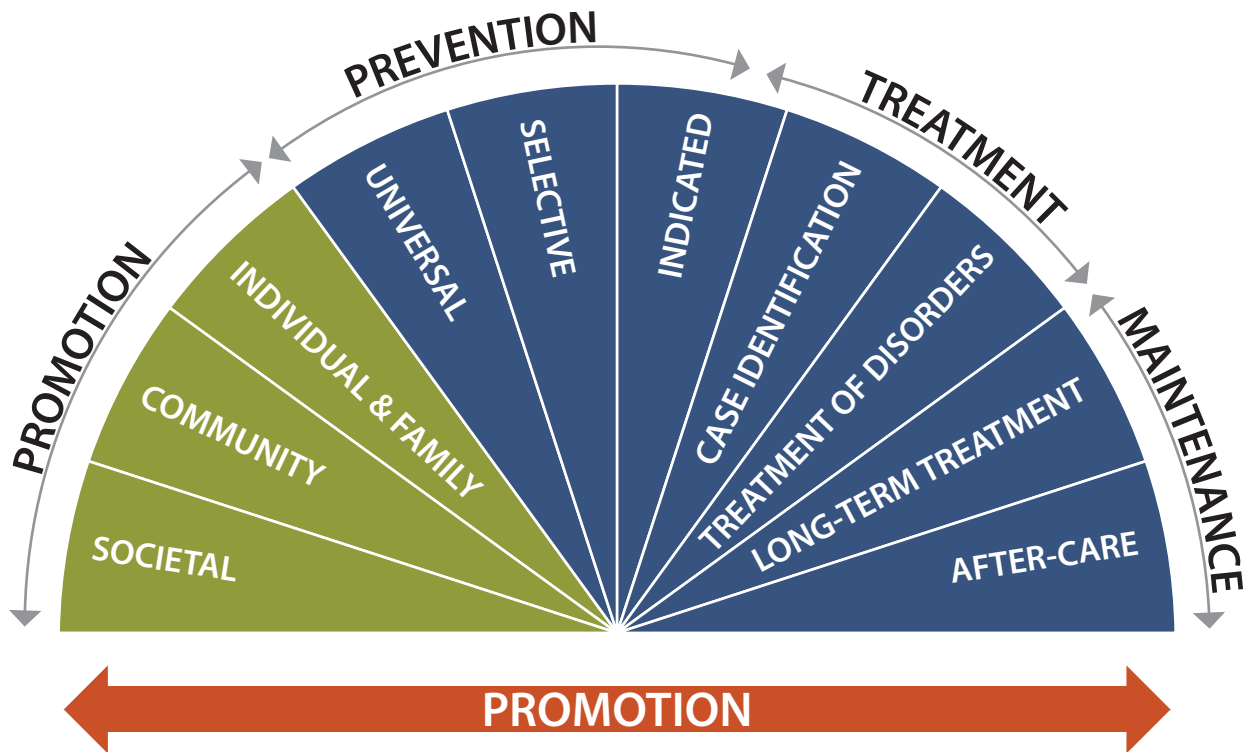 PROMOTION
PREVENTION
TREATMENT
MAINTENANCE
SOCIETAL
COMMUNITY
INDIVIDUAL & FAMILY
UNIVERSAL
SELECTIVE
INDICATED
CASE IDENTIFICATION
TREATMENT OF DISORDERS
LONG-TERM TREATMENT
AFTER-CARE
PROMOTION